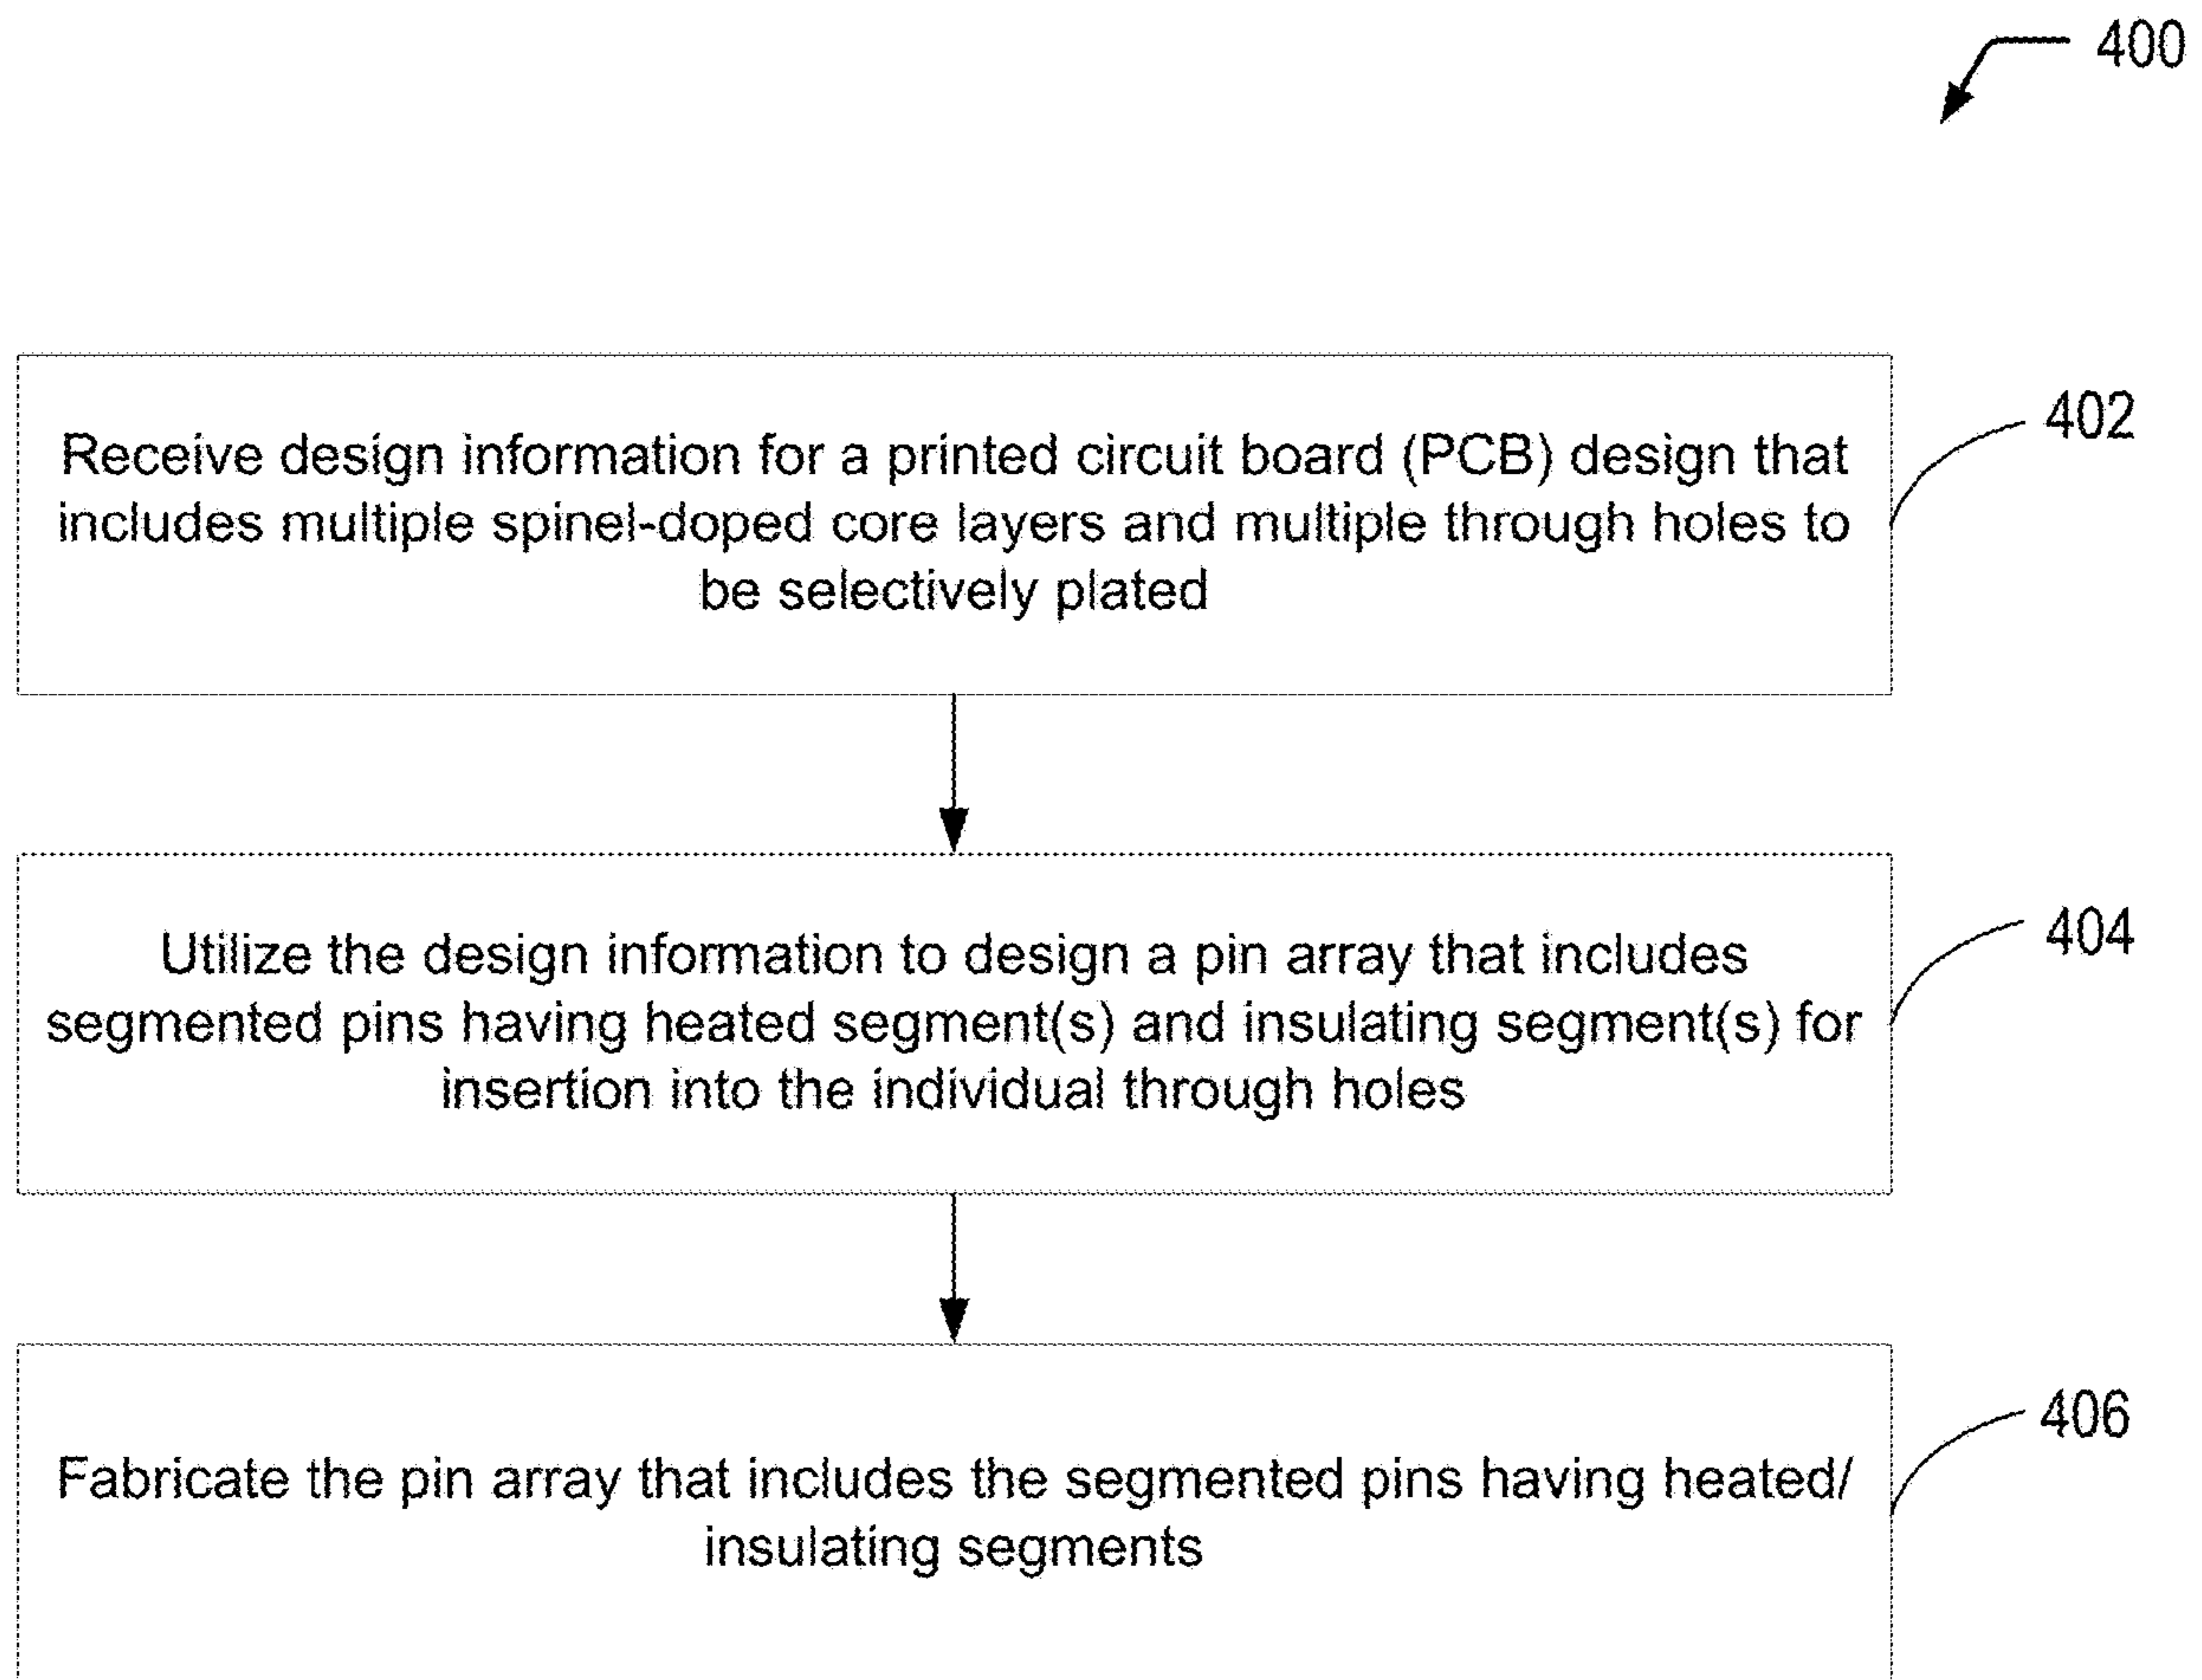 400
402
Receive design information for a printed circuit board (PCB) design that
includes multiple spinel-doped core layers and multiple through holes to
be selectively plated
404
Utilize the design information to design a pin array that includes
segmented pins having heated segment(s) and insulating segment(s) for
insertion into the individual through holes
406
Fabricate the pin array that includes the segmented pins having heated/
insulating segments